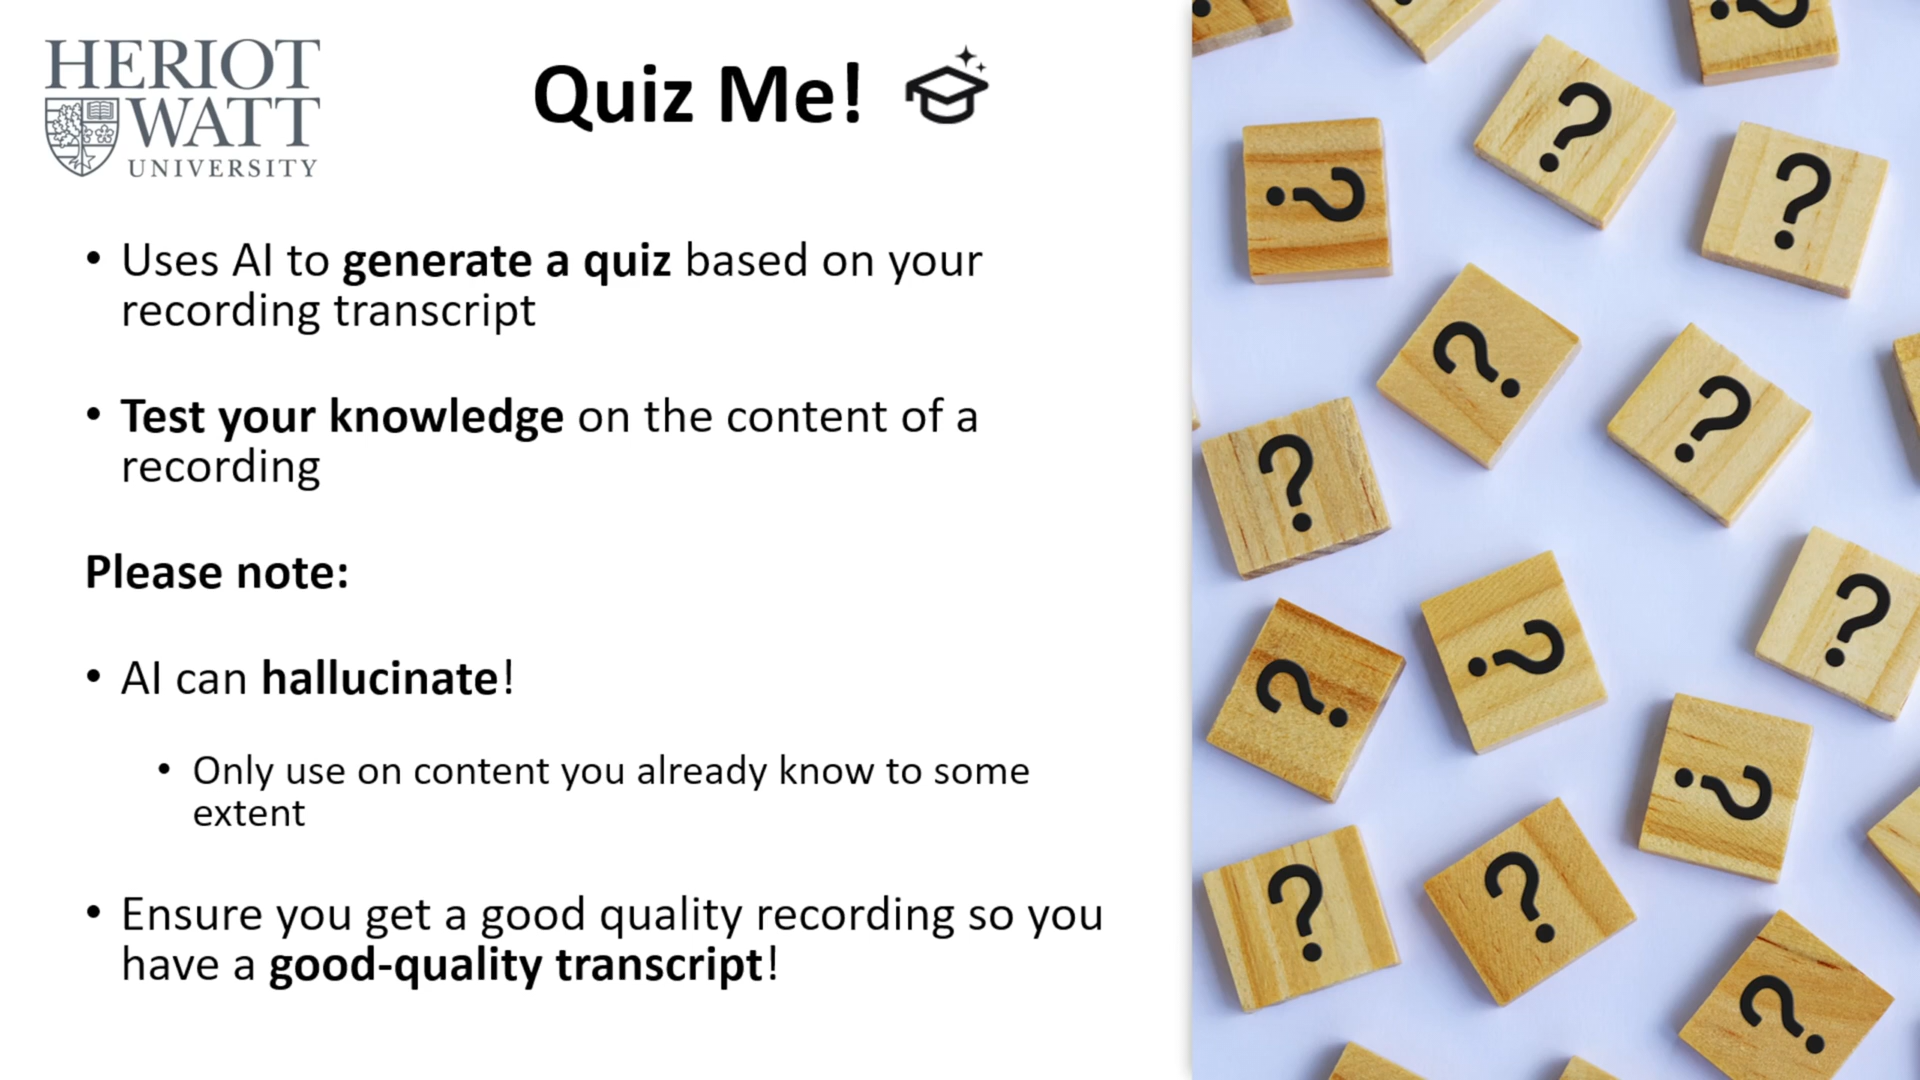 HERIOT
WATT
UNIVERSITY
Quiz Me!
• Uses AI to generate a quiz based on your
recording transcript
• Test your knowledge on the content of a
recording
Please note:
• AI can hallucinate!
• Only use on content you already know to some
extent
• Ensure you get a good quality recording so you
have a good-quality transcript!
?
?
?
?
?
?
?
?
?
?
?
?
?
?